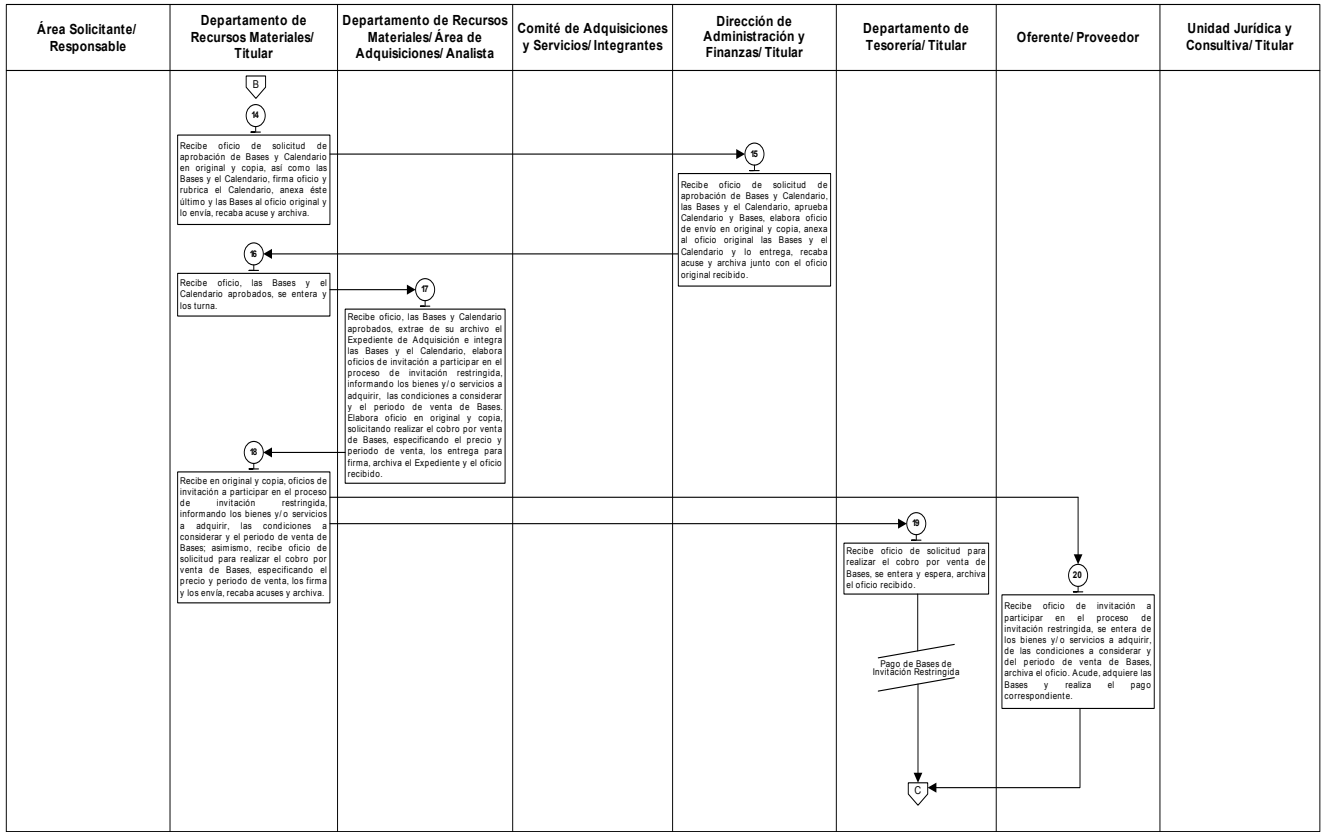 Área Solicitante/
Responsable
Departamento de
Recursos Materiales/
Titular
Departamento de Recursos
Materiales/ Área de
Adquisiciones/ Analista
Comité de Adquisiciones
y Servicios/ Integrantes
Dirección de
Administración y
Finanzas/ Titular
Departamento de
Tesorería/ Titular
Oferente/ Proveedor
Unidad Jurídica y
Consultiva/ Titular
B
14
Recibe oficio de solicitud de
aprobación de Bases y Calendario
en original y copia, así como las
Bases y el Calendario, firma oficio y
rubrica el Calendario, anexa éste
último y las Bases al oficio original y
lo envía, recaba acuse y archiva.
15
Recibe oficio de solicitud de
aprobación de Bases y Calendario,
las Bases y el Calendario, aprueba
Calendario y Bases, elabora oficio
de envío en original y copia, anexa
al oficio original las Bases y el
Calendario y lo entrega, recaba
acuse y archiva junto con el oficio
original recibido.
16
Recibe oficio, las Bases y el
Calendario aprobados, se entera y
los turna.
17
Recibe oficio, las Bases y Calendario
aprobados, extrae de su archivo el
Expediente de Adquisición e integra
las Bases y el Calendario, elabora
oficios de invitación a participar en el
proceso de invitación restringida,
informando los bienes y/o servicios a
adquirir, las condiciones a considerar
y el periodo de venta de Bases.
Elabora oficio en original y copia,
solicitando realizar el cobro por venta
de Bases, especificando el precio y
periodo de venta, los entrega para
firma, archiva el Expediente y el oficio
recibido.
18
Recibe en original y copia, oficios de
invitación a participar en el proceso
de invitación restringida,
informando los bienes y/o servicios
a adquirir, las condiciones a
considerar y el periodo de venta de
Bases; asimismo, recibe oficio de
solicitud para realizar el cobro por
venta de Bases, especificando el
precio y periodo de venta, los firma
y los envía, recaba acuses y archiva.
19
Recibe oficio de solicitud para
realizar el cobro por venta de
Bases, se entera y espera, archiva
el oficio recibido.
Pago de Bases de
Invitación Restringida
20
Recibe oficio de invitación a
participar en el proceso de
invitación restringida, se entera de
los bienes y/o servicios a adquirir,
de las condiciones a considerar y
del periodo de venta de Bases,
archiva el oficio. Acude, adquiere las
Bases y realiza el pago
correspondiente.
C